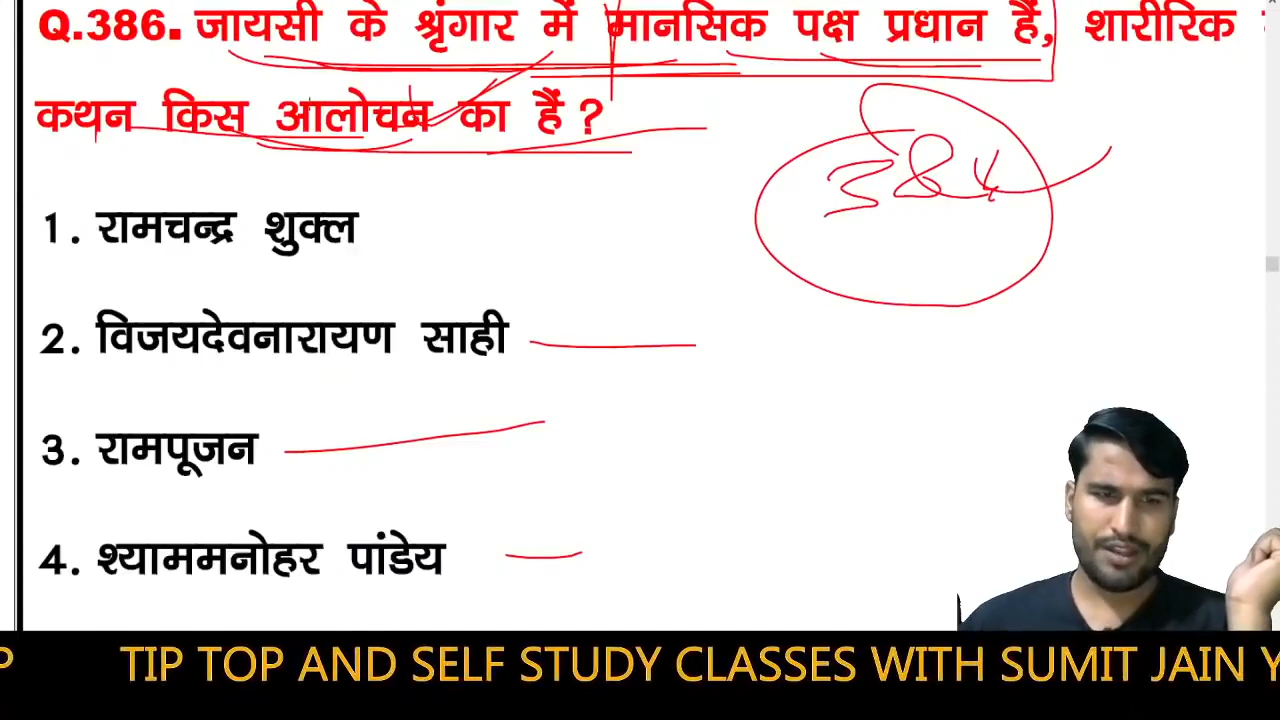 Q.386. जायसी के श्रृंगार में मानसिक पक्ष प्रधान हैं, शारीरिक
कथन किस आलोचन का हैं ?
384
1. रामचन्द्र शुक्ल
2. विजयदेवनारायण साही
3. रामपूजन
4. श्याममनोहर पांडेय
P TIP TOP AND SELF STUDY CLASSES WITH SUMIT JAIN Y